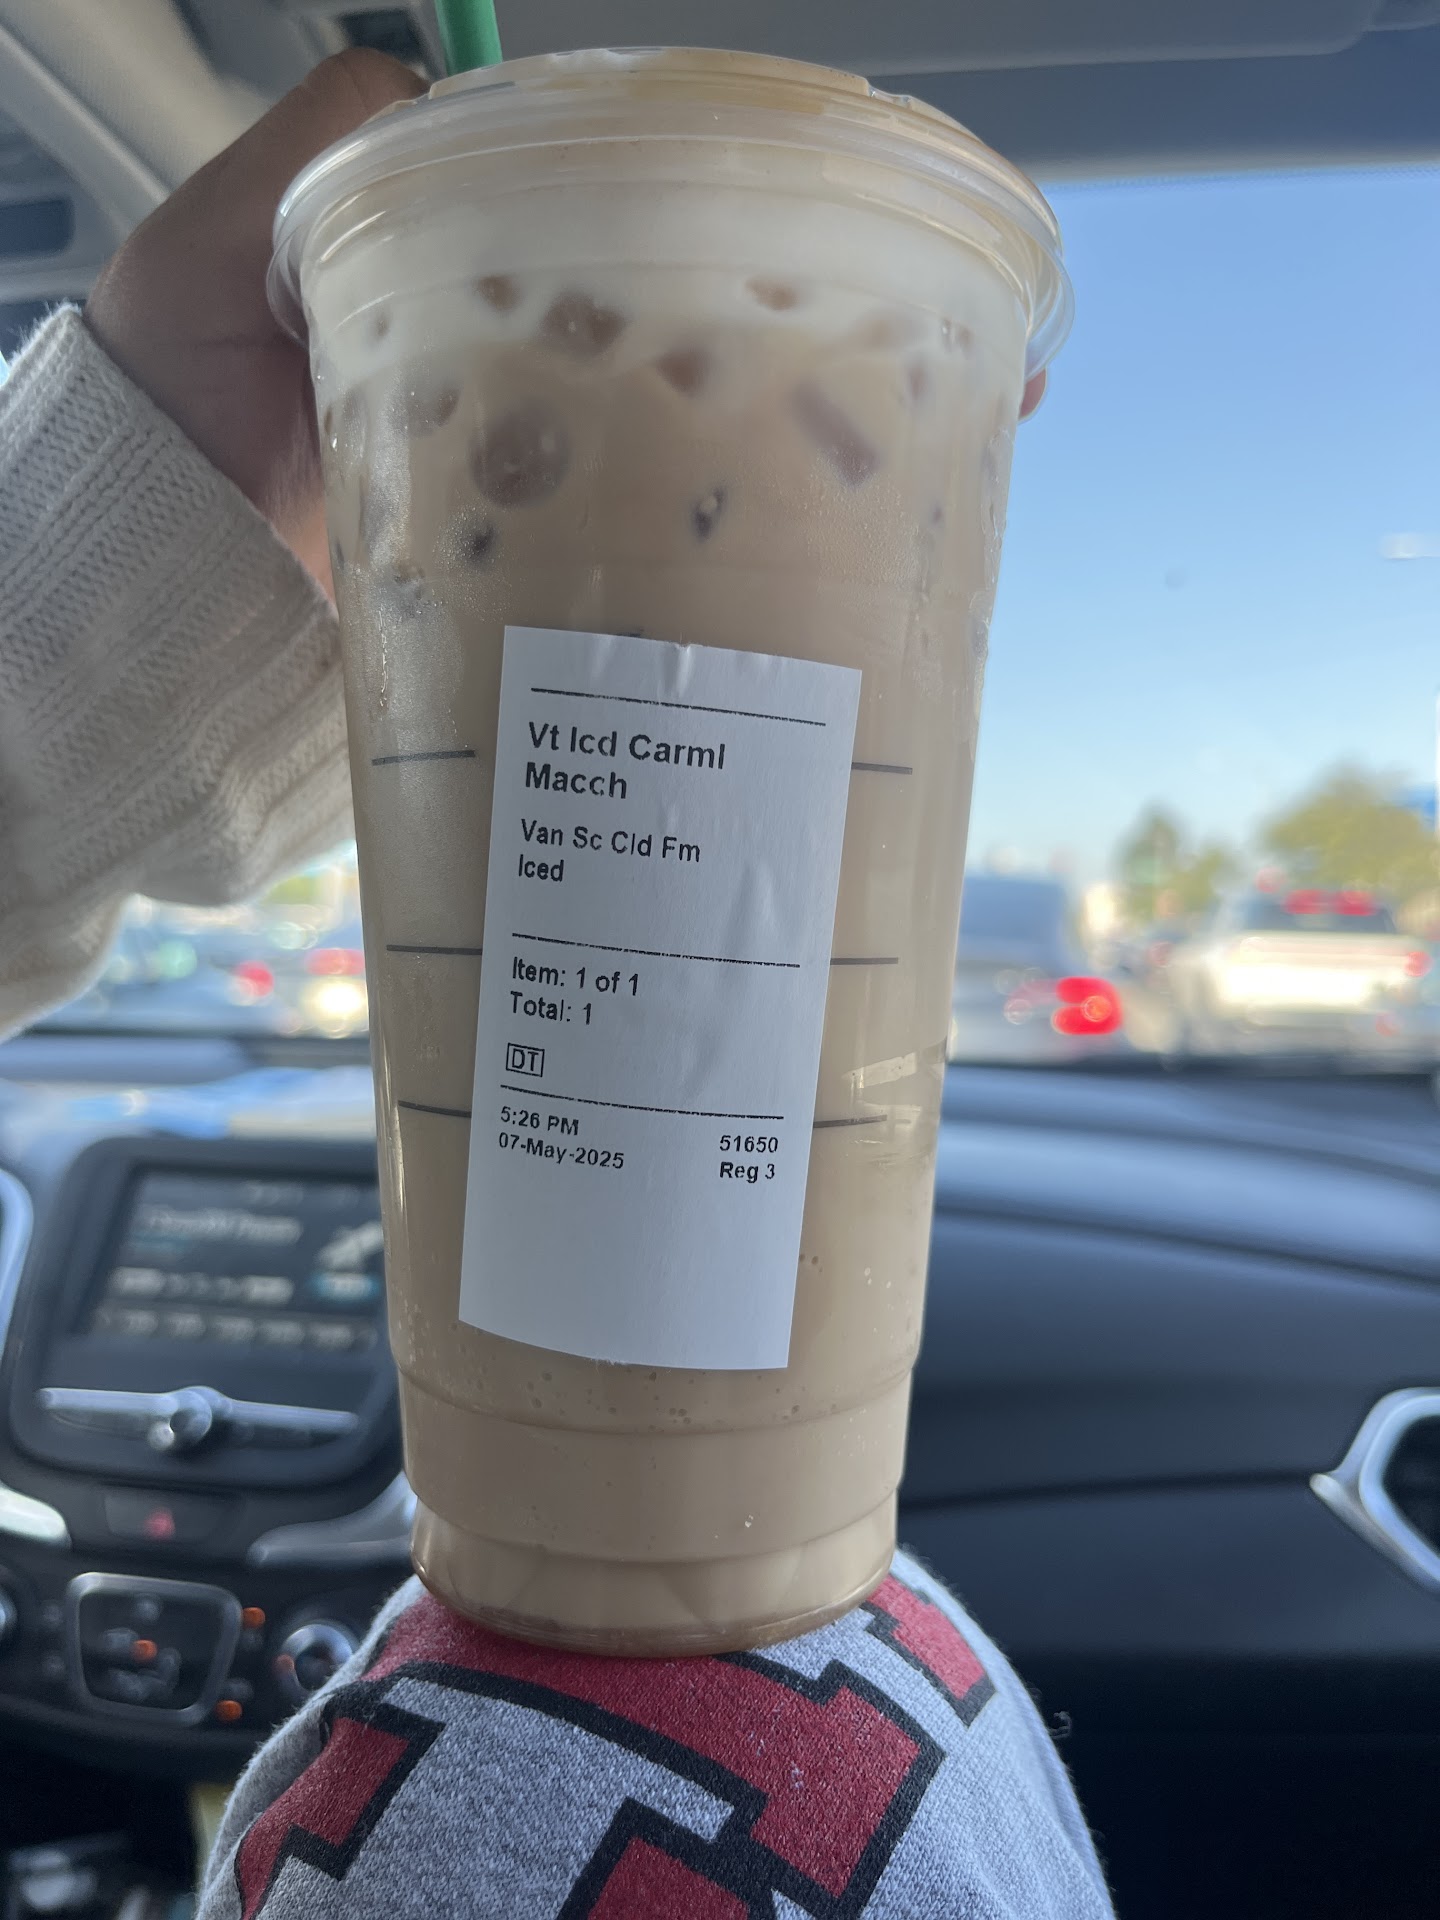 Vt Icd Carml
Macch
Van Sc Cld Fm
Iced
Item: 1 of 1
Total: 1
DT
5:26 PM 51650
07-May-2025 Reg 3